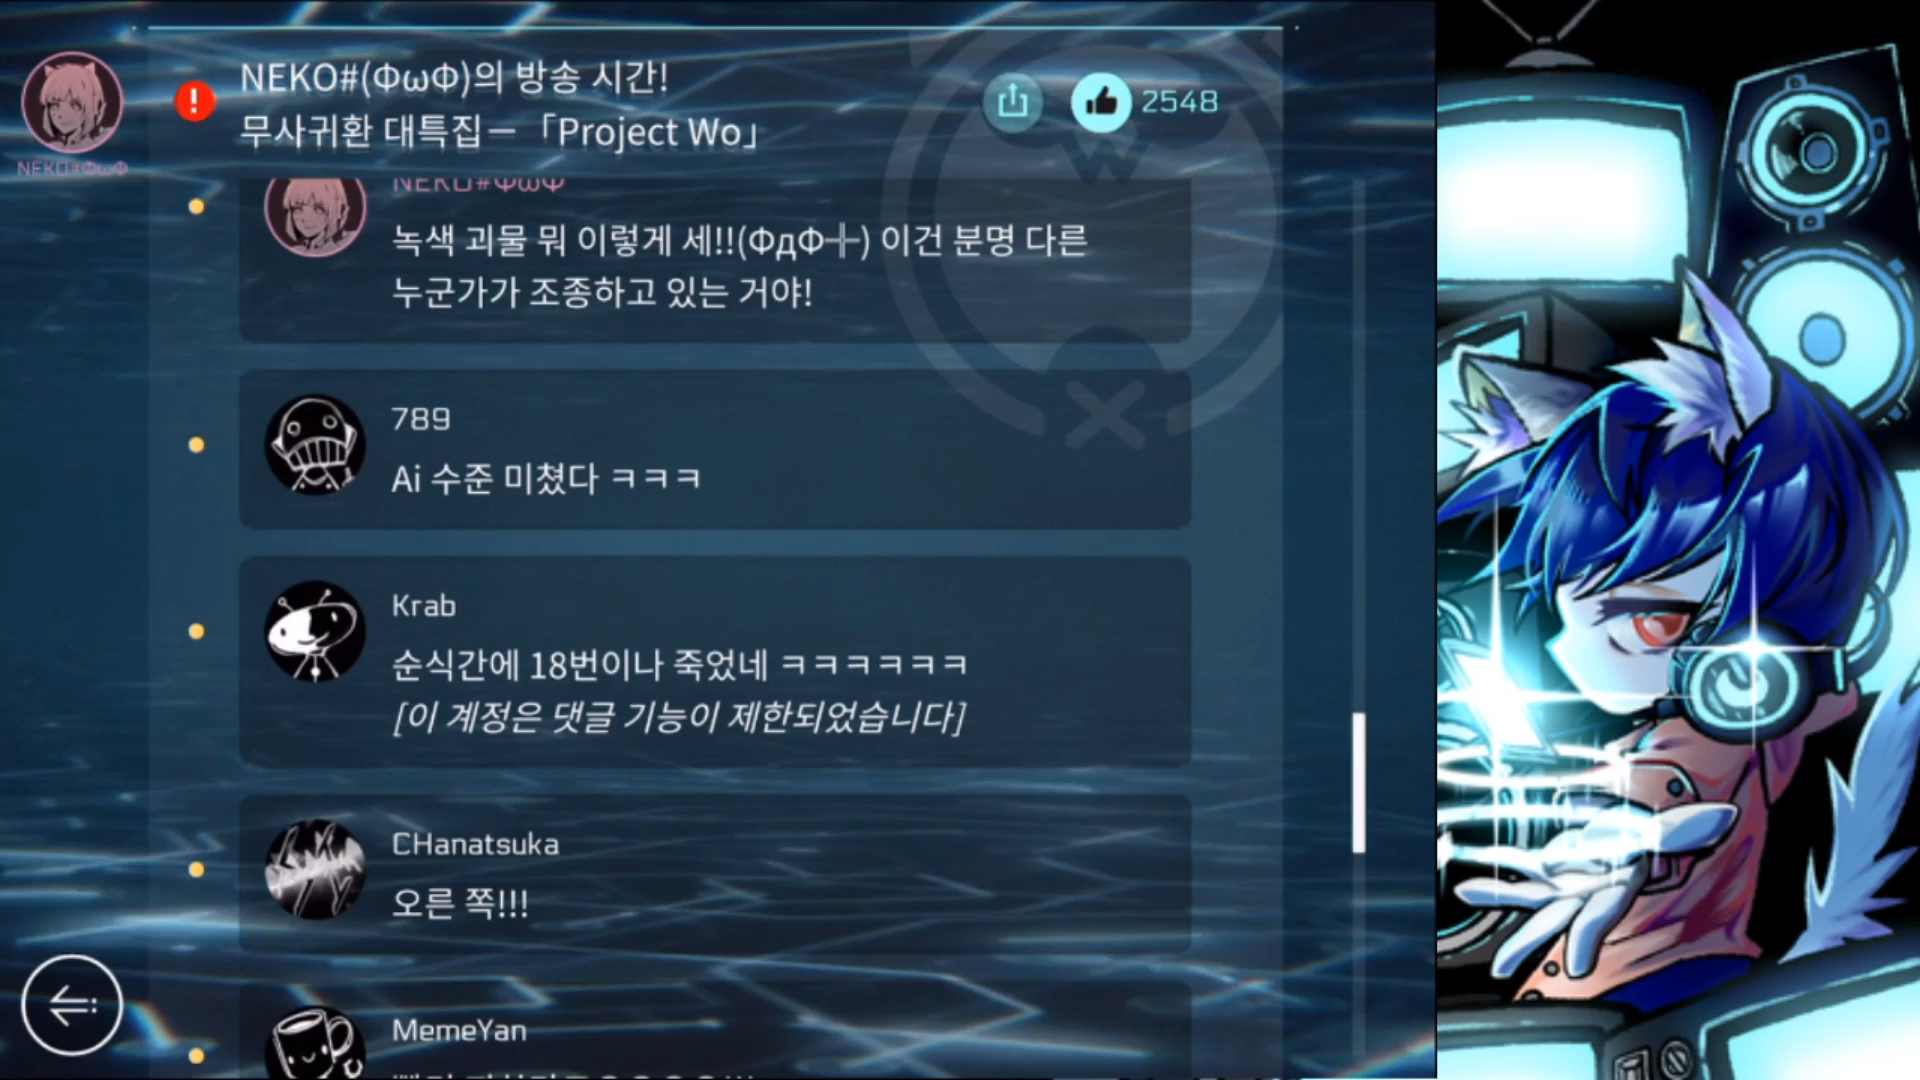 NEKO#(ΦωΦ)의 방송 시간!
무사귀환 대특집 - 「Project Wo」
2548
NEKO#ΦωΦ
NEKO#ΦωΦ
녹색 괴물 뭐 이렇게 세!!(ΦдΦ╬) 이건 분명 다른
누군가가 조종하고 있는 거야!
789
Ai 수준 미쳤다 ㅋㅋㅋ
Krab
순식간에 18번이나 죽었네 ㅋㅋㅋㅋㅋㅋ
[이 계정은 댓글 기능이 제한되었습니다]
CHanatsuka
오른 쪽!!!
MemeYan